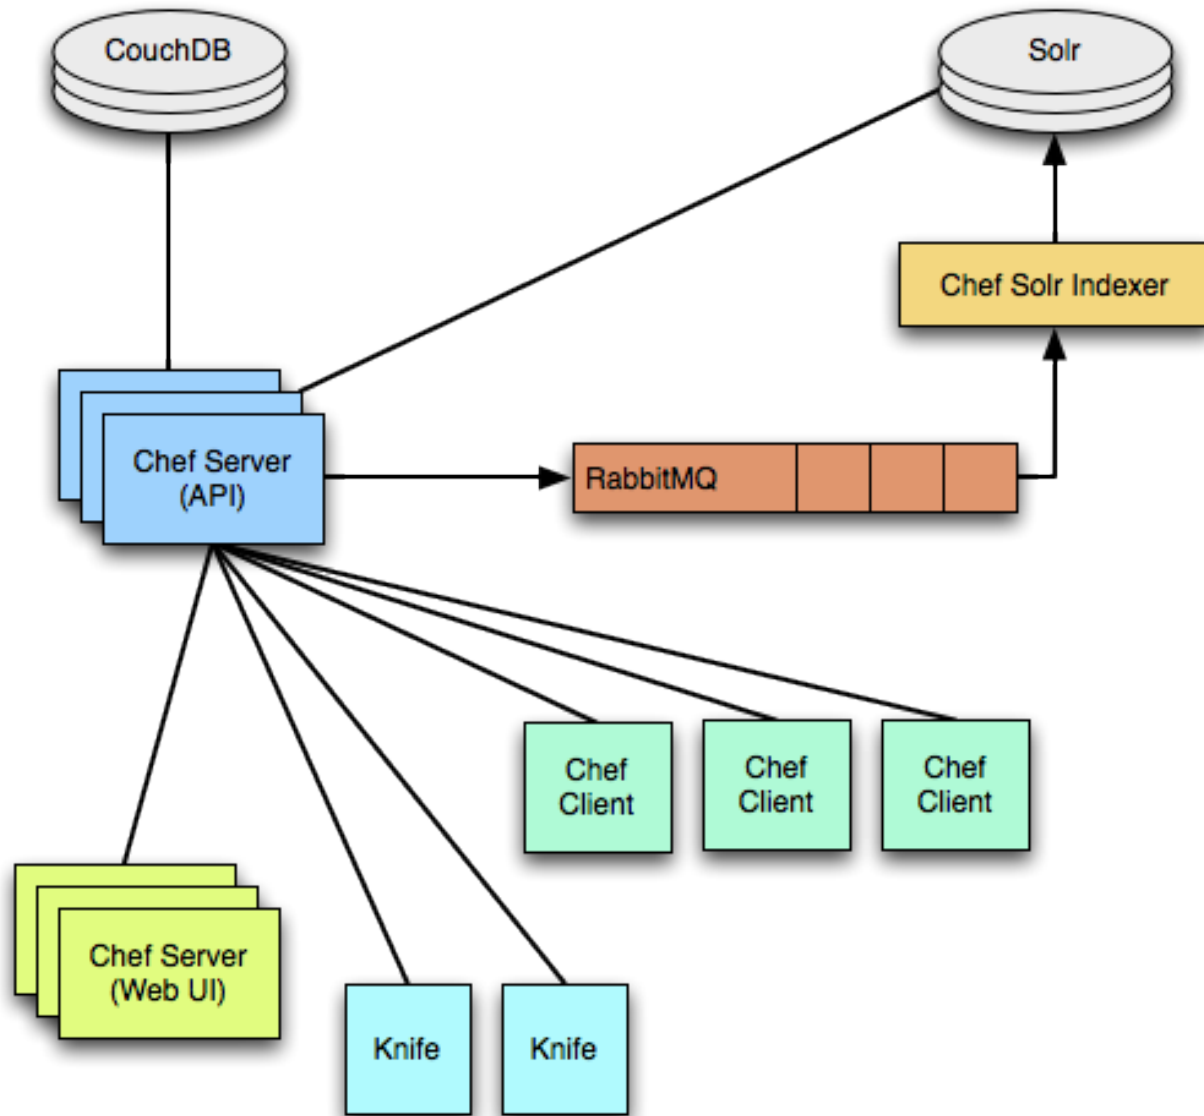 CouchDB
Solr
Chef Solr Indexer
Chef Server
(API)
RabbitMQ
Chef
Client
Chef
Client
Chef
Client
Chef Server
(Web UI)
Knife
Knife